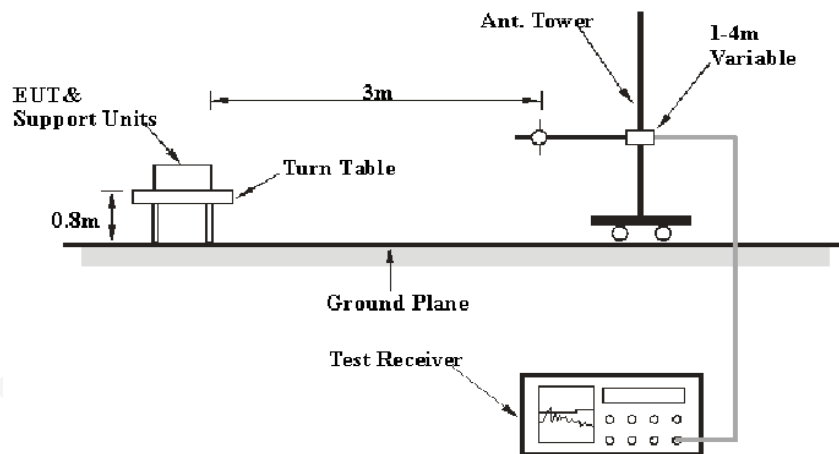 Ant. Tower
1-4m
Variable
3m
EUT&
Support Units
Turn Table
0.8m
Ground Plane
Test Receiver